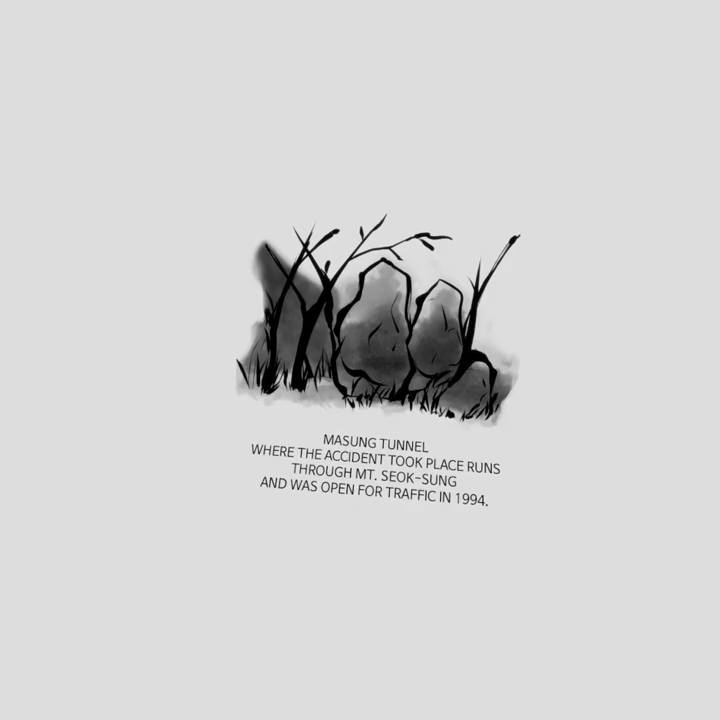 MASUNG TUNNEL
WHERE THE ACCIDENT TOOK PLACE RUNS
THROUGH MT. SEOK-SUNG
AND WAS OPEN FOR TRAFFIC IN 1994.